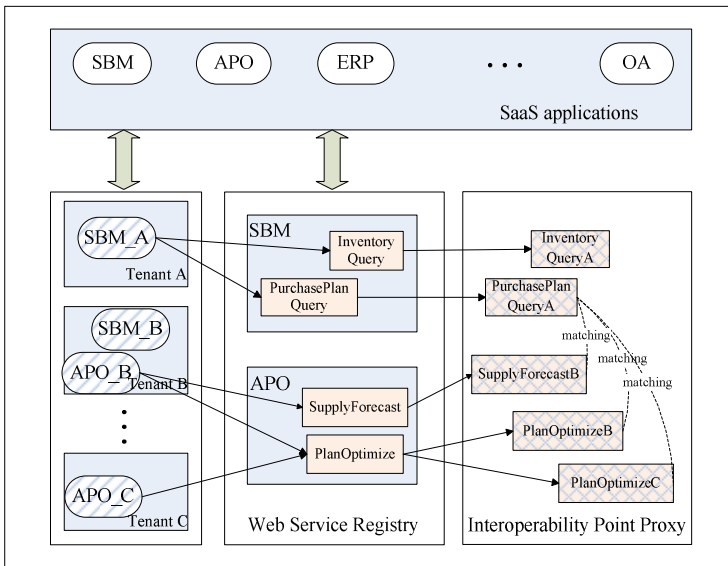 SBM
APO
ERP
...
OA
SaaS applications
SBM_A
Tenant A
SBM_B
APO_B
Tenant B
APO_C
Tenant C
SBM
Inventory
Query
PurchasePlan
Query
APO
SupplyForecast
PlanOptimize
Web Service Registry
Inventory
QueryA
PurchasePlan
QueryA
matching
matching
matching
SupplyForecastB
PlanOptimizeB
PlanOptimizeC
Interoperability Point Proxy